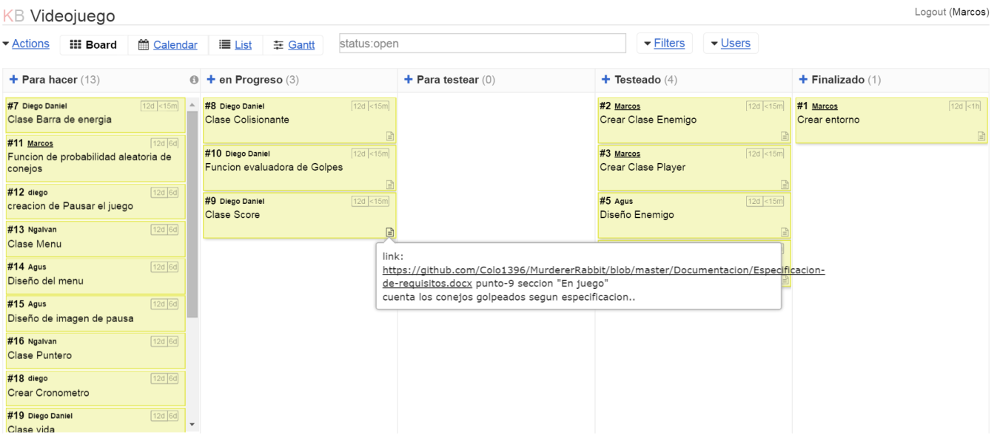 KB Videojuego
Logout (Marcos)
Actions Board Calendar List Gantt status:open Filters Users
+ Para hacer (13)
#7 Diego Daniel 12d <15m
Clase Barra de energia
#11 Marcos 12d 6d
Funcion de probabilidad aleatoria de
conejos
#12 diego 12d 6d
creacion de Pausar el juego
#13 Ngalvan 12d 6d
Clase Menu
#14 Agus 12d 6d
Diseño del menu
#15 Agus 12d 6d
Diseño de imagen de pausa
#16 Ngalvan 12d 6d
Clase Puntero
#18 diego 12d 6d
Crear Cronometro
#19 Diego Daniel 12d 6d
Clase vida
+ en Progreso (3)
#8 Diego Daniel 12d <15m
Clase Colisionante
#10 Diego Daniel 12d <15m
Funcion evaluadora de Golpes
#9 Diego Daniel 12d <15m
Clase Score
link:
https://github.com/Colo1396/MurdererRabbit/blob/master/Documentacion/Especificacion-
de-requisitos.docx punto-9 seccion "En juego"
cuenta los conejos golpeados segun especificacion..
+ Para testear (0)
+ Testeado (4)
#2 Marcos 12d <15m
Crear Clase Enemigo
#3 Marcos 12d <15m
Crear Clase Player
#5 Agus 12d <15m
Diseño Enemigo
+ Finalizado (1)
#1 Marcos 12d <1h
Crear entorno